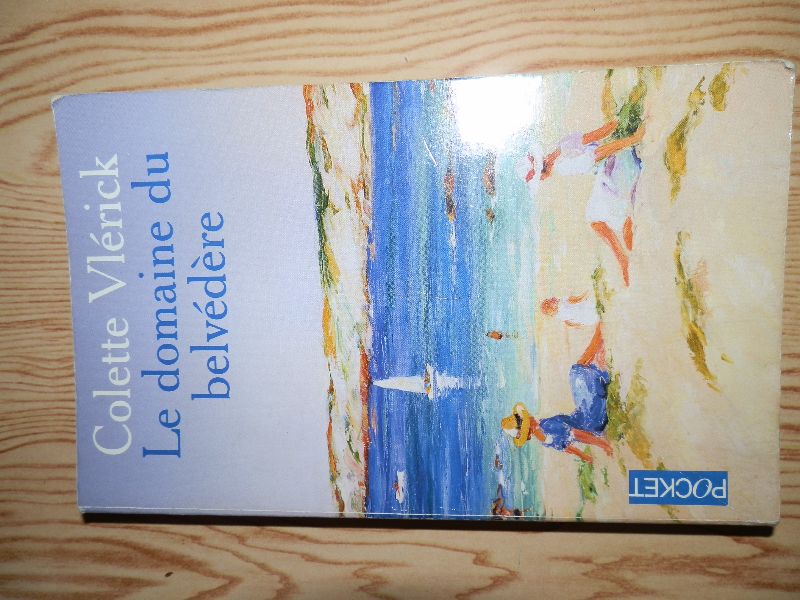 Colette Vlérick
Le domaine du
belvédère
POCKET